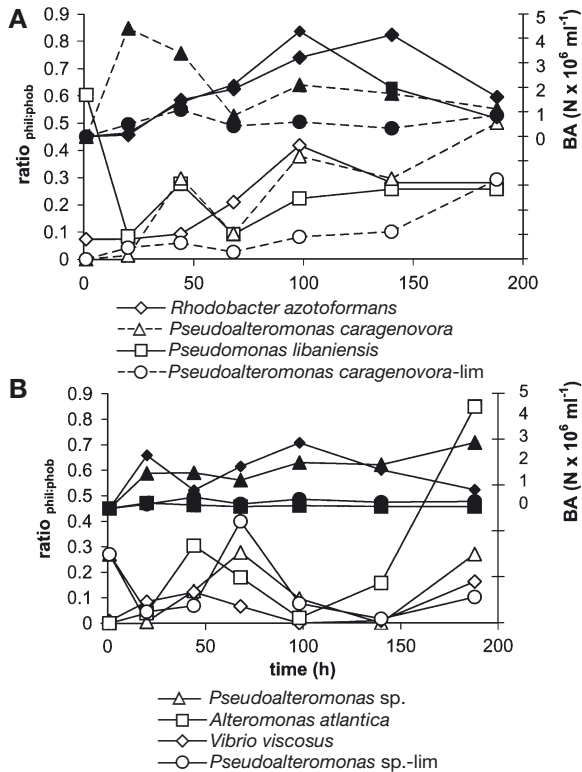 A
0.9
0.8
0.7
0.6
0.5
0.4
0.3
0.2
0.1
0
ratio phil:phob
5
4
3
2
1
0
BA (N x 10⁶ ml⁻¹)
0
50
100
150
200
Rhodobacter azotoformans
Pseudoalteromonas caragenovora
Pseudomonas libaniensis
Pseudoalteromonas caragenovora-lim
B
0.9
0.8
0.7
0.6
0.5
0.4
0.3
0.2
0.1
0
ratio phil:phob
5
4
3
2
1
0
BA (N X 10⁶ ml⁻¹)
0
50
100
150
200
time (h)
Pseudoalteromonas sp.
Alteromonas atlantica
Vibrio viscosus
Pseudoalteromonas sp.-lim